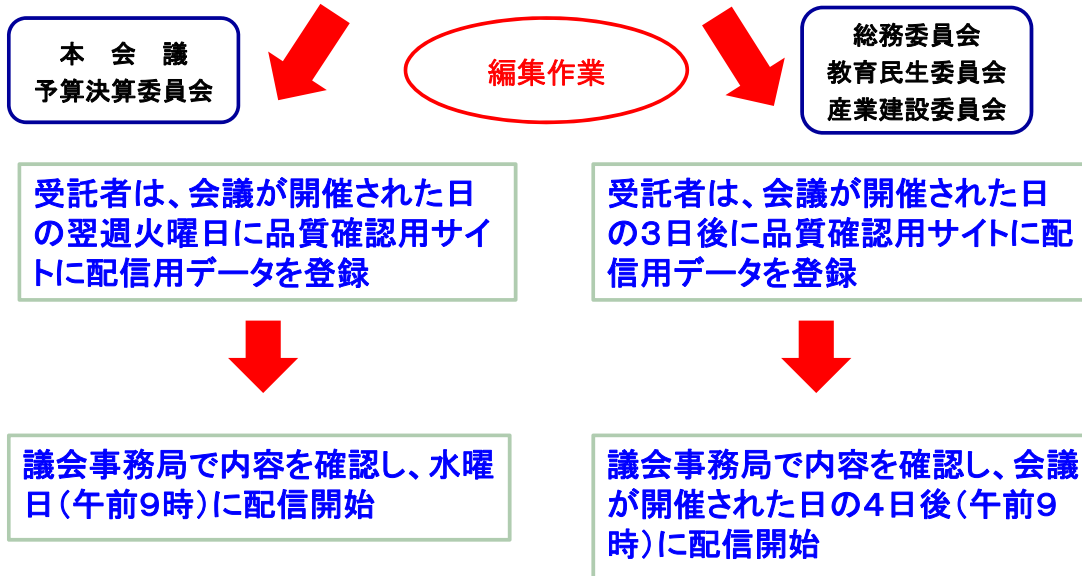 本　会　議
予算決算委員会
編集作業
総務委員会
教育民生委員会
産業建設委員会
受託者は、会議が開催された日
の翌週火曜日に品質確認用サイ
トに配信用データを登録
受託者は、会議が開催された日
の３日後に品質確認用サイトに配
信用データを登録
議会事務局で内容を確認し、水曜
日（午前９時）に配信開始
議会事務局で内容を確認し、会議
が開催された日の４日後（午前９
時）に配信開始